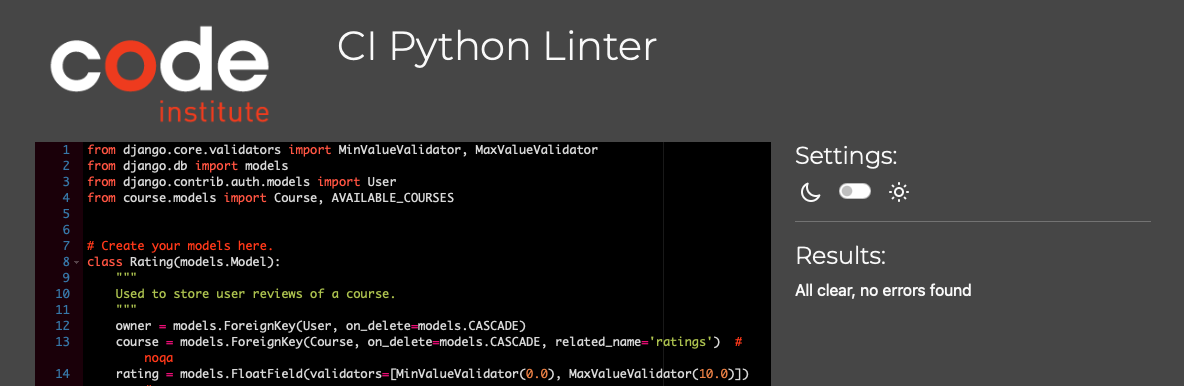 code
institute
CI Python Linter
1 from django.core.validators import MinValueValidator, MaxValueValidator
2 from django.db import models
3 from django.contrib.auth.models import User
4 from course.models import Course, AVAILABLE_COURSES
5
6
7 # Create your models here.
8 class Rating(models.Model):
9 """
10 Used to store user reviews of a course.
11 """
12 owner = models.ForeignKey(User, on_delete=models.CASCADE)
13 course = models.ForeignKey(Course, on_delete=models.CASCADE, related_name='ratings')  #
noqa
14 rating = models.FloatField(validators=[MinValueValidator(0.0), MaxValueValidator(10.0)])
Settings:
Results:
All clear, no errors found